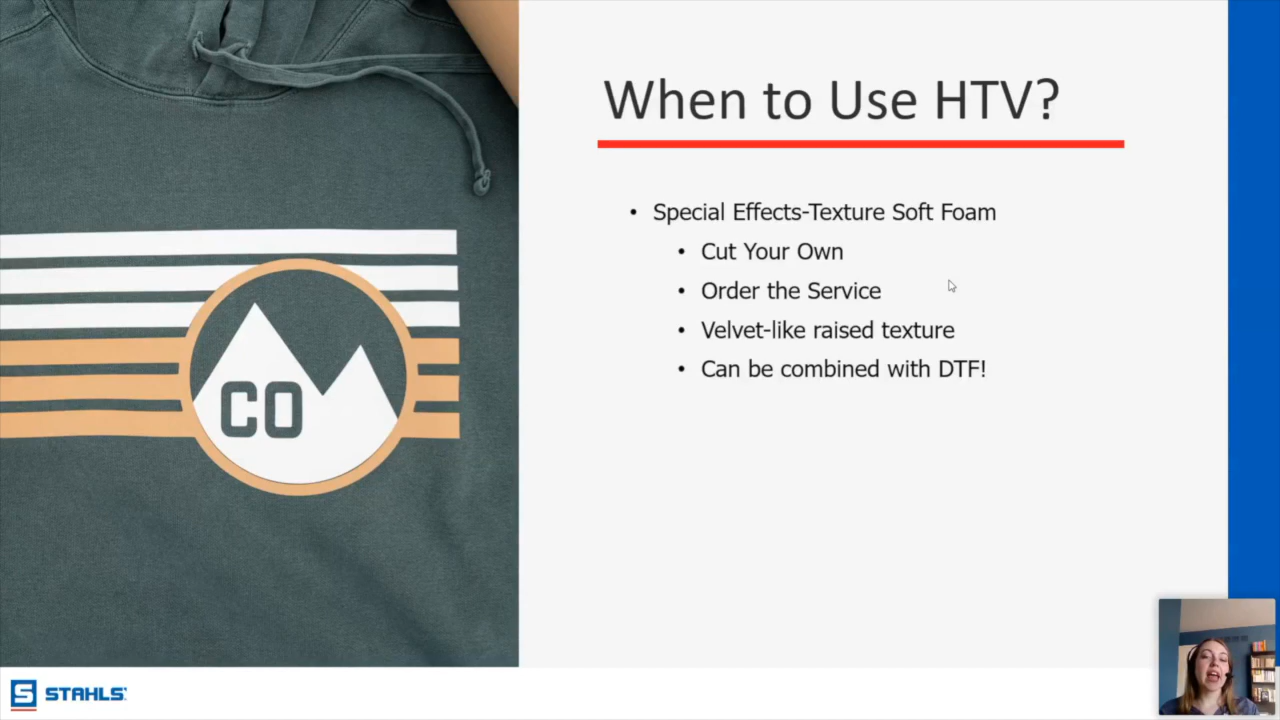 When to Use HTV?
• Special Effects-Texture Soft Foam
• Cut Your Own
• Order the Service
• Velvet-like raised texture
• Can be combined with DTF!
CO
S STAHLS'